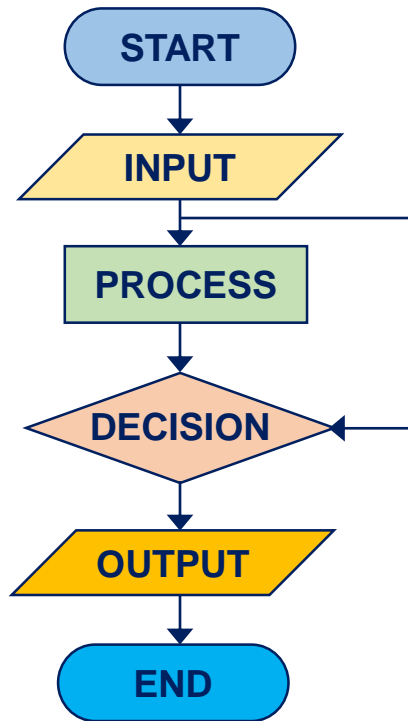 START
INPUT
PROCESS
DECISION
OUTPUT
END